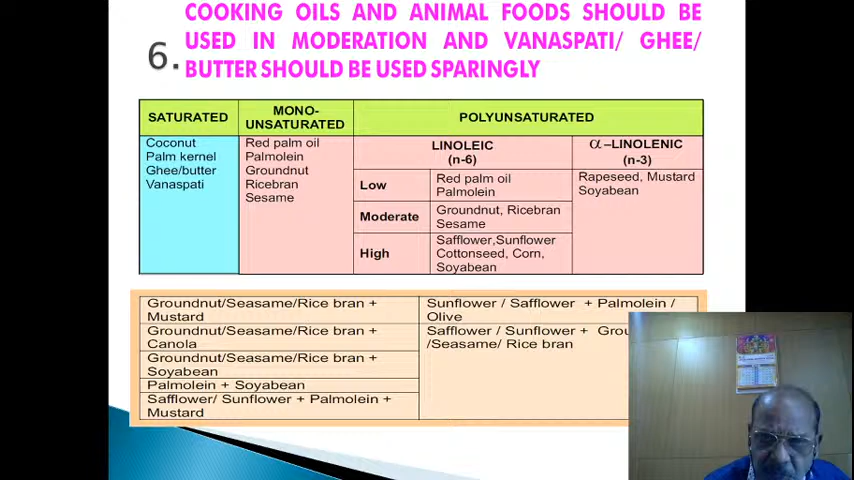 COOKING OILS AND ANIMAL FOODS SHOULD BE
6. USED IN MODERATION AND VANASPATI/ GHEE/
BUTTER SHOULD BE USED SPARINGLY
SATURATED
MONO-
UNSATURATED
POLYUNSATURATED
Coconut
Palm kernel
Ghee/butter
Vanaspati
Red palm oil
Palmolein
Groundnut
Ricebran
Sesame
LINOLEIC
(n-6)
α –LINOLENIC
(n-3)
Low
Red palm oil
Palmolein
Moderate
Groundnut, Ricebran
Sesame
High
Safflower,Sunflower
Cottonseed, Corn,
Soyabean
Rapeseed, Mustard
Soyabean
Groundnut/Seasame/Rice bran +
Mustard
Groundnut/Seasame/Rice bran +
Canola
Groundnut/Seasame/Rice bran +
Soyabean
Palmolein + Soyabean
Safflower/ Sunflower + Palmolein +
Mustard
Sunflower / Safflower + Palmolein /
Olive
Safflower / Sunflower +
/Seasame/ Rice bran